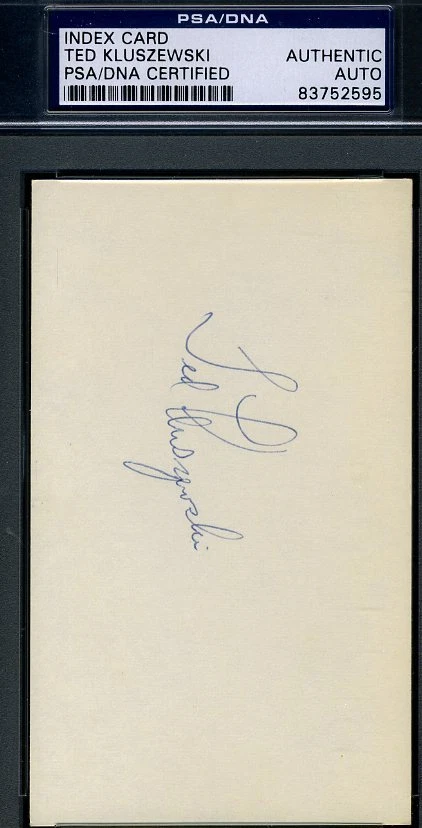 PSA/DNA
INDEX CARD
TED KLUSZEWSKI AUTHENTIC
PSA/DNA CERTIFIED AUTO
83752595
Ted Kluszewski